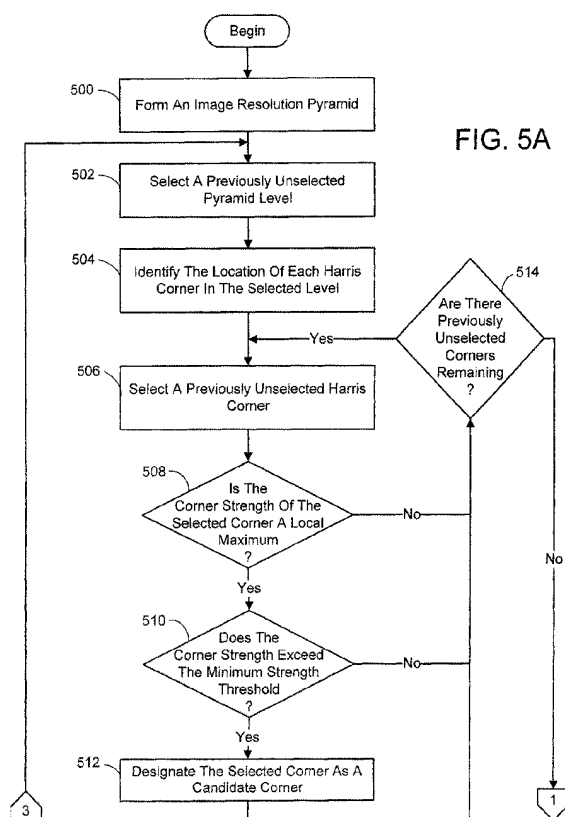 Begin
500
Form An Image Resolution Pyramid
FIG. 5A
502
Select A Previously Unselected
Pyramid Level
504
Identify The Location Of Each Harris
Corner In The Selected Level
514
Are There
Previously
Unselected
Corners
Remaining
?
Yes
506
Select A Previously Unselected Harris
Corner
508
Is The
Corner Strength Of The
Selected Corner A Local
Maximum
?
No
No
Yes
510
Does The
Corner Strength Exceed
The Minimum Strength
Threshold
?
No
Yes
512
Designate The Selected Corner As A
Candidate Corner
3
1